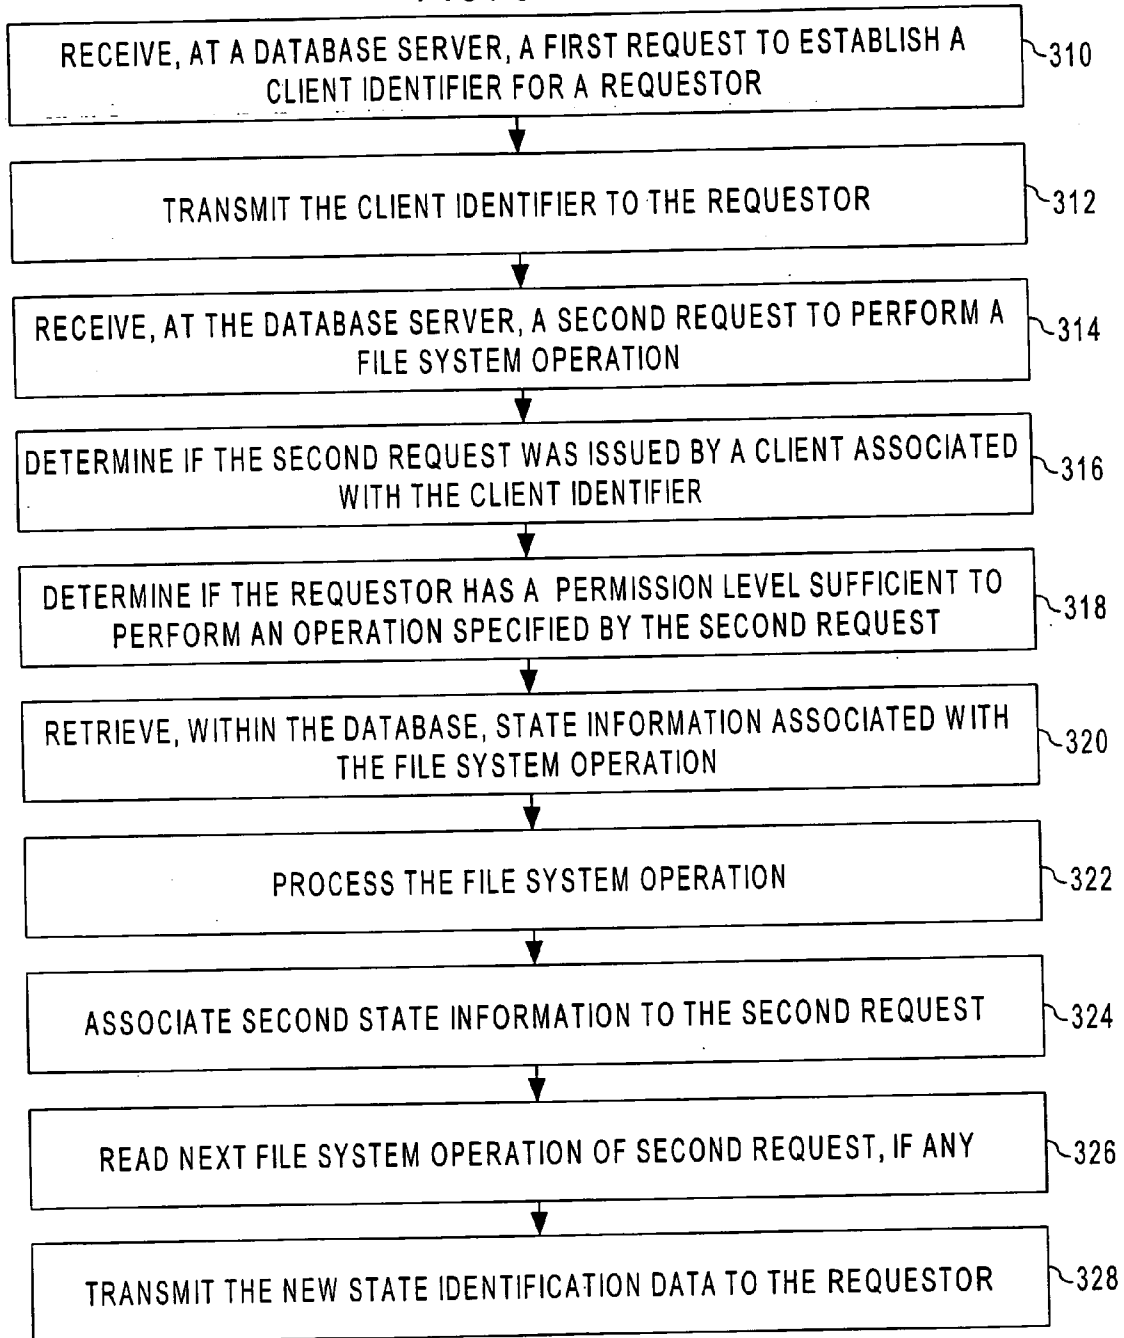 RECEIVE, AT A DATABASE SERVER, A FIRST REQUEST TO ESTABLISH A
CLIENT IDENTIFIER FOR A REQUESTOR
310
TRANSMIT THE CLIENT IDENTIFIER TO THE REQUESTOR
312
RECEIVE, AT THE DATABASE SERVER, A SECOND REQUEST TO PERFORM A
FILE SYSTEM OPERATION
314
DETERMINE IF THE SECOND REQUEST WAS ISSUED BY A CLIENT ASSOCIATED
WITH THE CLIENT IDENTIFIER
316
DETERMINE IF THE REQUESTOR HAS A PERMISSION LEVEL SUFFICIENT TO
PERFORM AN OPERATION SPECIFIED BY THE SECOND REQUEST
318
RETRIEVE, WITHIN THE DATABASE, STATE INFORMATION ASSOCIATED WITH
THE FILE SYSTEM OPERATION
320
PROCESS THE FILE SYSTEM OPERATION
322
ASSOCIATE SECOND STATE INFORMATION TO THE SECOND REQUEST
324
READ NEXT FILE SYSTEM OPERATION OF SECOND REQUEST, IF ANY
326
TRANSMIT THE NEW STATE IDENTIFICATION DATA TO THE REQUESTOR
328